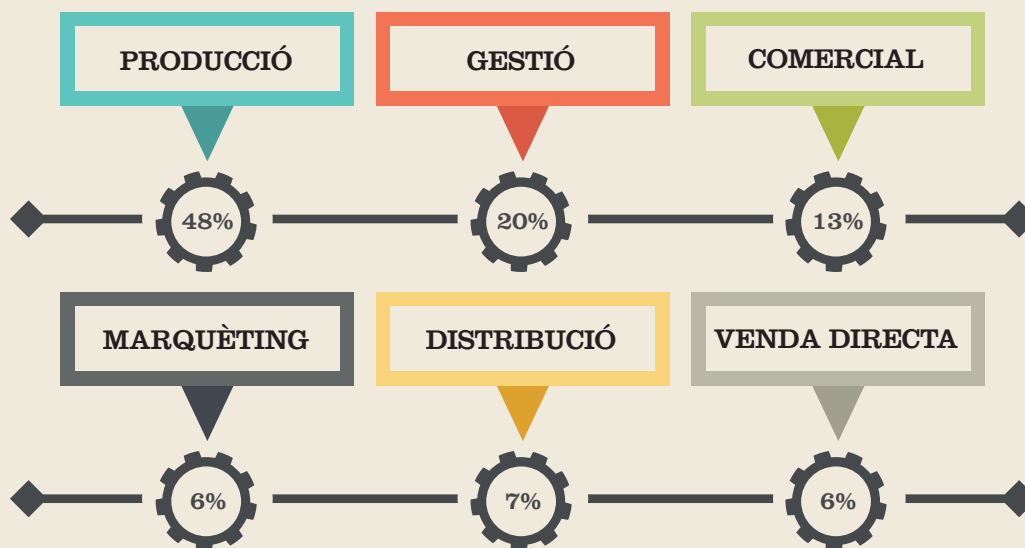 PRODUCCIÓ
GESTIÓ
COMERCIAL
48%
20%
13%
MARQUÈTING
DISTRIBUCIÓ
VENDA DIRECTA
6%
7%
6%